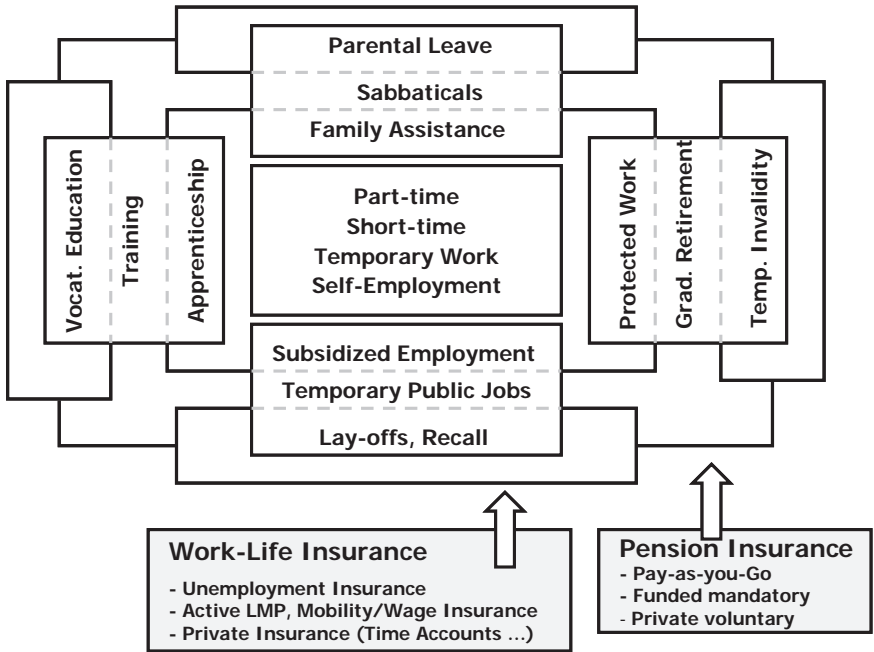 Parental Leave
Sabbaticals
Family Assistance
Vocat. Education
Training
Apprenticeship
Part-time
Short-time
Temporary Work
Self-Employment
Protected Work
Grad. Retirement
Temp. Invalidity
Subsidized Employment
Temporary Public Jobs
Lay-offs, Recall
Work-Life Insurance
- Unemployment Insurance
- Active LMP, Mobility/Wage Insurance
- Private Insurance (Time Accounts ...)
Pension Insurance
- Pay-as-you-Go
- Funded mandatory
- Private voluntary